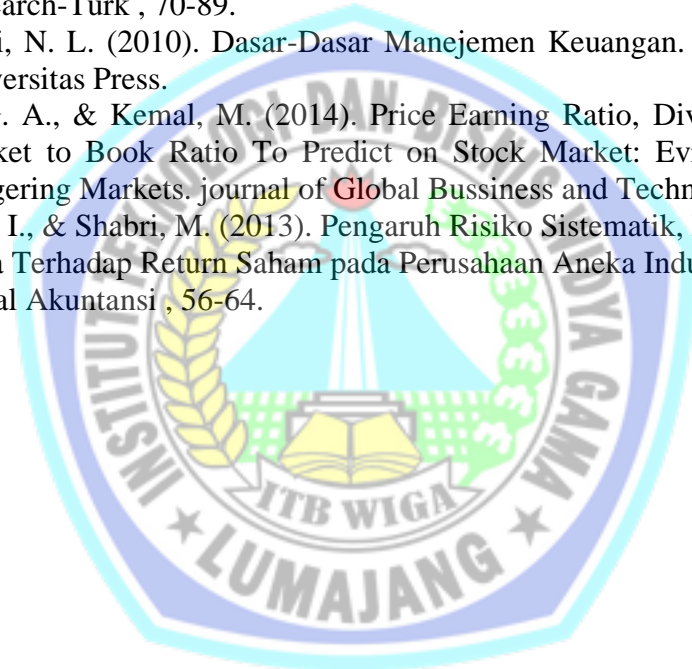 earch-Turk , 70-89.
i, N. L. (2010). Dasar-Dasar Manejemen Keuangan.
versitas Press.
. A., & Kemal, M. (2014). Price Earning Ratio, Div
ket to Book Ratio To Predict on Stock Market: Evi
gering Markets. journal of Global Bussiness and Techn
I., & Shabri, M. (2013). Pengaruh Risiko Sistematik,
a Terhadap Return Saham pada Perusahaan Aneka Indu
al Akuntansi , 56-64.
INSTITUT TEKNOLOGI DAN BISNIS WIDYA GAMA
ITB WIGA
LUMAJANG